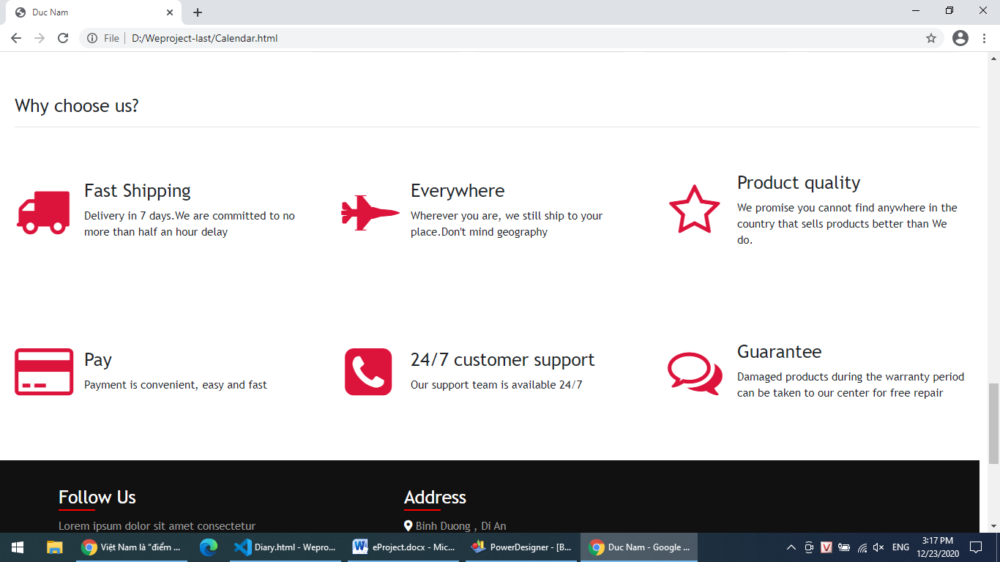 Duc Nam
File
D:/Weproject-last/Calendar.html
Why choose us?
Fast Shipping
Delivery in 7 days.We are committed to no
more than half an hour delay
Everywhere
Wherever you are, we still ship to your
place.Don't mind geography
Product quality
We promise you cannot find anywhere in the
country that sells products better than We
do.
Pay
Payment is convenient, easy and fast
24/7 customer support
Our support team is available 24/7
Guarantee
Damaged products during the warranty period
can be taken to our center for free repair
Follow Us
Lorem ipsum dolor sit amet consectetur
Address
Binh Duong , Di An
Việt Nam là “điểm ...
Diary.html - Wepro...
eProject.docx - Mic...
PowerDesigner - [B...
Duc Nam - Google ...
V
ENG
3:17 PM
12/23/2020